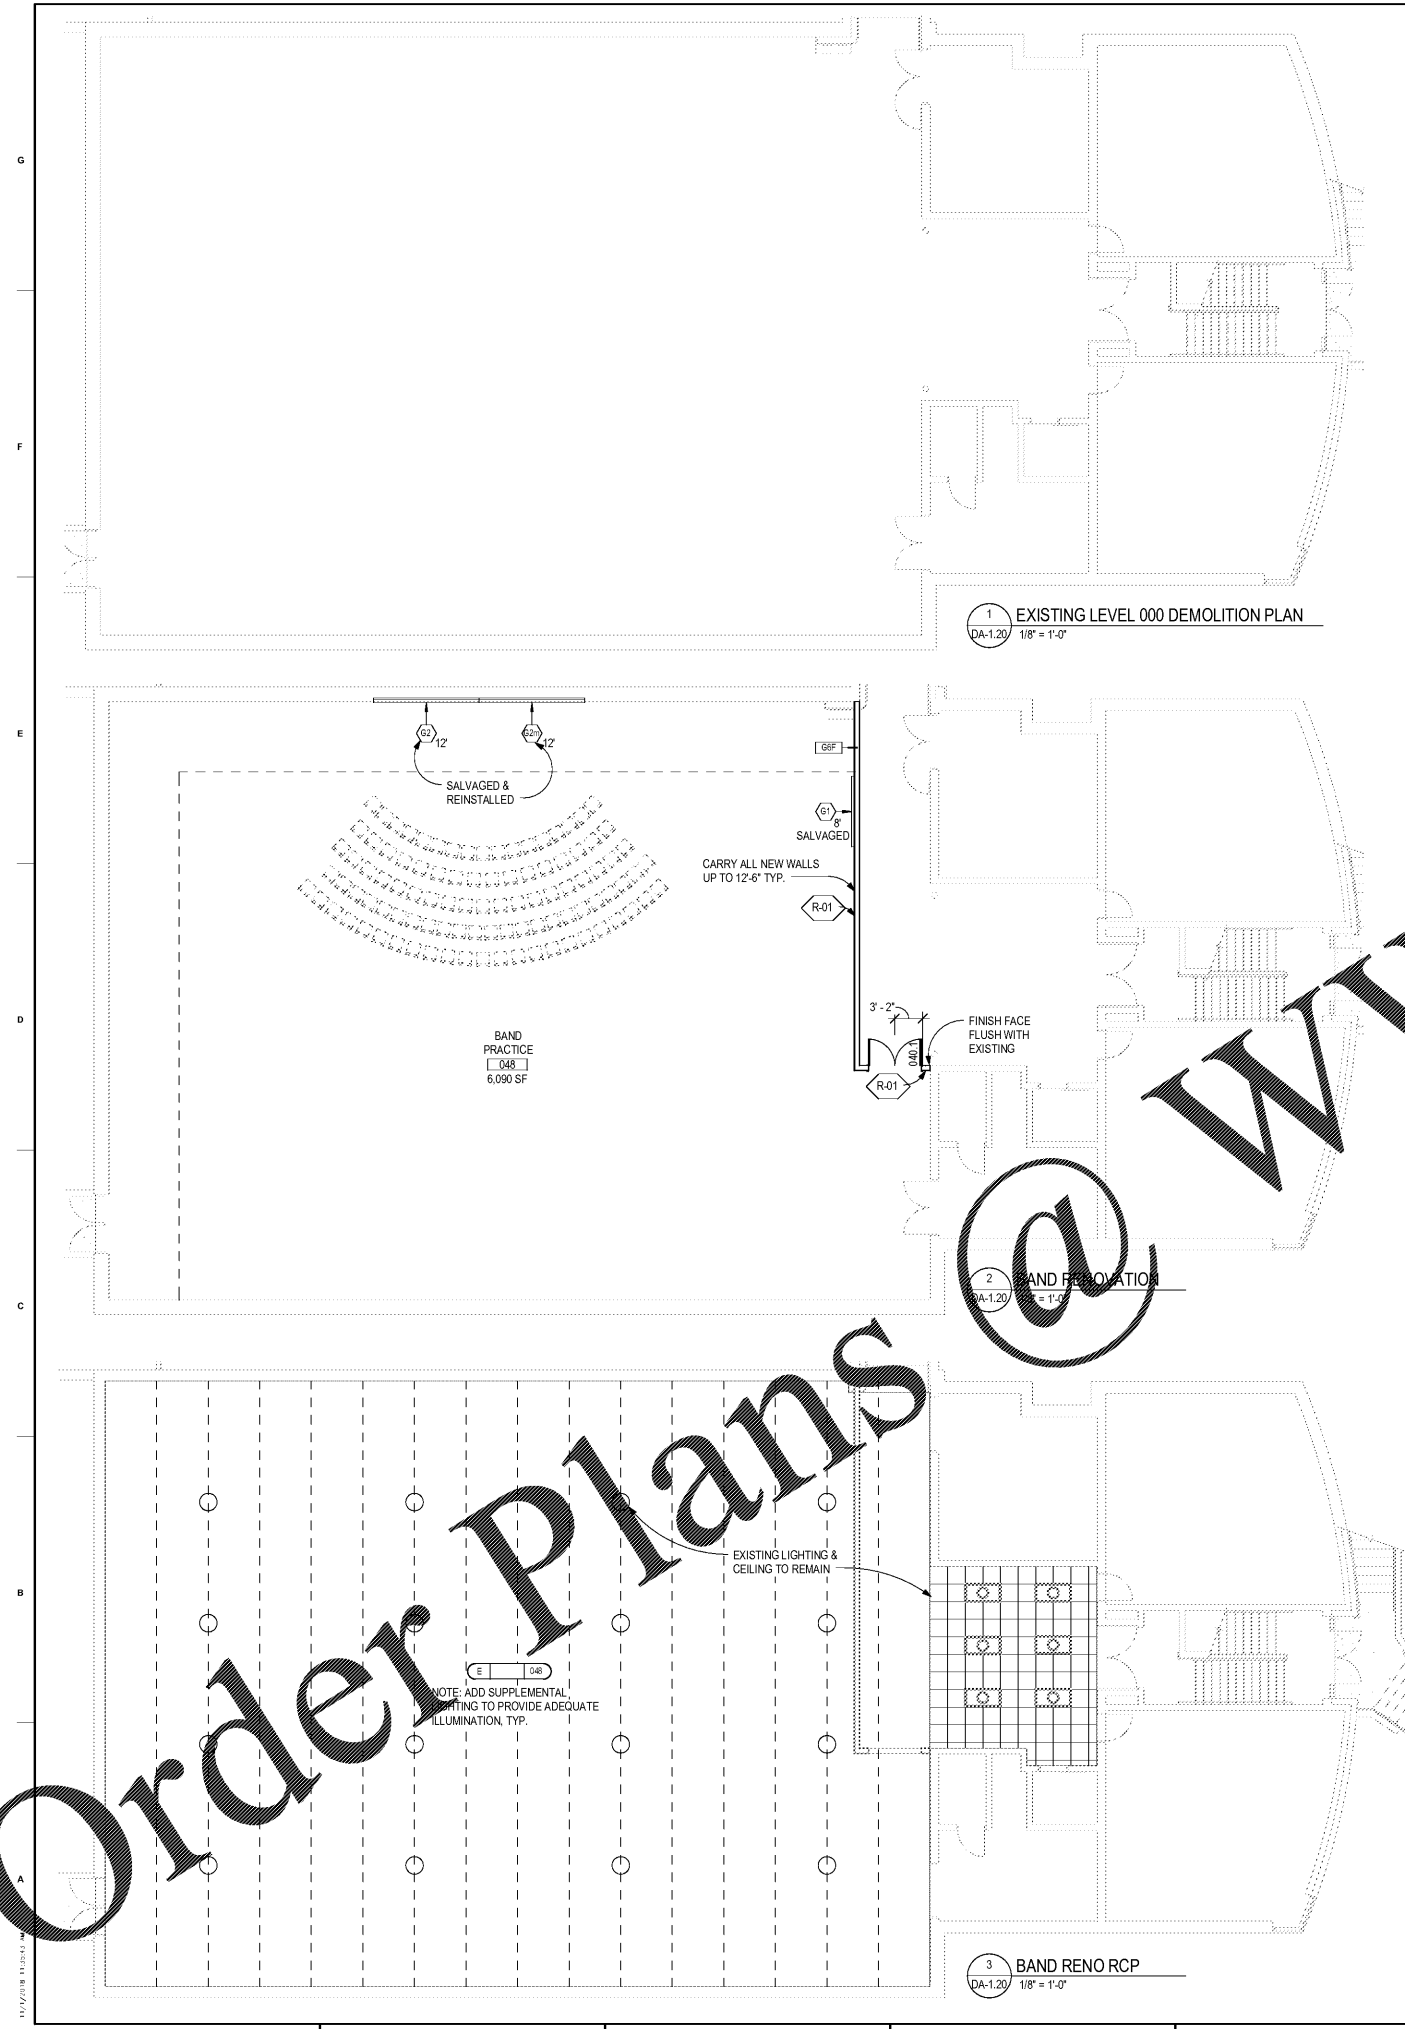 G
F
1
EXISTING LEVEL 000 DEMOLITION PLAN
DA-1.20
1/8" = 1'-0"
E
G2
12'
G2m
12'
G6F
SALVAGED &
REINSTALLED
G1
8'
SALVAGED
CARRY ALL NEW WALLS
UP TO 12'-6" TYP.
R-01
3' - 2"
D
FINISH FACE
FLUSH WITH
EXISTING
BAND
PRACTICE
048
6,090 SF
040.1
R-01
2
BAND RENOVATION
DA-1.20
1/8" = 1'-0"
C
EXISTING LIGHTING &
CEILING TO REMAIN
B
E
048
NOTE: ADD SUPPLEMENTAL
LIGHTING TO PROVIDE ADEQUATE
ILLUMINATION, TYP.
A
3
BAND RENO RCP
DA-1.20
1/8" = 1'-0"
Order Plans @ W